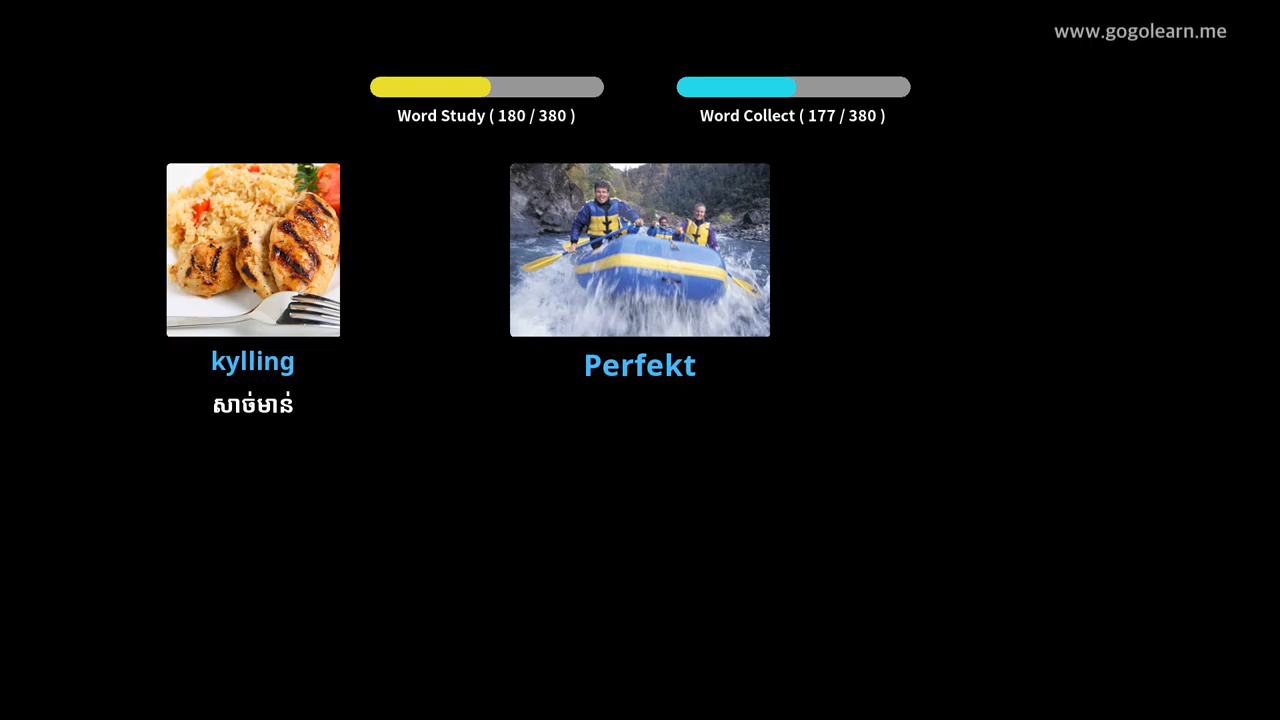 www.gogolearn.me
Word Study ( 180 / 380 )
Word Collect ( 177 / 380 )
kylling
សាច់មាន់
Perfekt